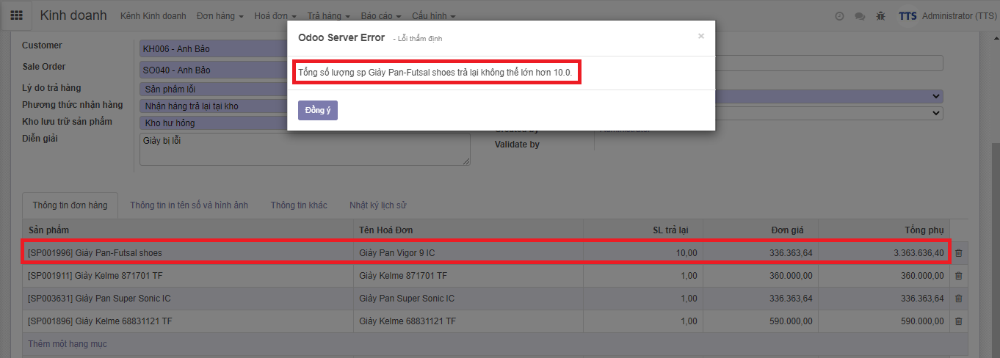 Kinh doanh Kênh Kinh doanh Đơn hàng Hoá đơn Trả hàng Báo cáo Cấu hình TTS Administrator (TTS)
Odoo Server Error - Lỗi thẩm định ×
Tổng số lượng sp Giày Pan-Futsal shoes trả lại không thể lớn hơn 10.0.
Đồng ý
Customer KH006 - Anh Bảo
Sale Order SO040 - Anh Bảo
Lý do trả hàng Sản phẩm lỗi
Phương thức nhận hàng Nhận hàng trả lại tại kho
Kho lưu trữ sản phẩm Kho hư hỏng
Diễn giải Giày bị lỗi
Created by Administrator
Validate by
Thông tin đơn hàng Thông tin in tên số và hình ảnh Thông tin khác Nhật ký lịch sử
Sản phẩm Tên Hoá Đơn SL trả lại Đơn giá Tổng phụ
[SP001996] Giày Pan-Futsal shoes Giày Pan Vigor 9 IC 10,00 336.363,64 3.363.636,40
[SP001911] Giày Kelme 871701 TF Giày Kelme 871701 TF 1,00 360.000,00 360.000,00
[SP003631] Giày Pan Super Sonic IC Giày Pan Super Sonic IC 1,00 336.363,64 336.363,64
[SP001896] Giày Kelme 68831121 TF Giày Kelme 68831121 TF 1,00 590.000,00 590.000,00
Thêm một hạng mục